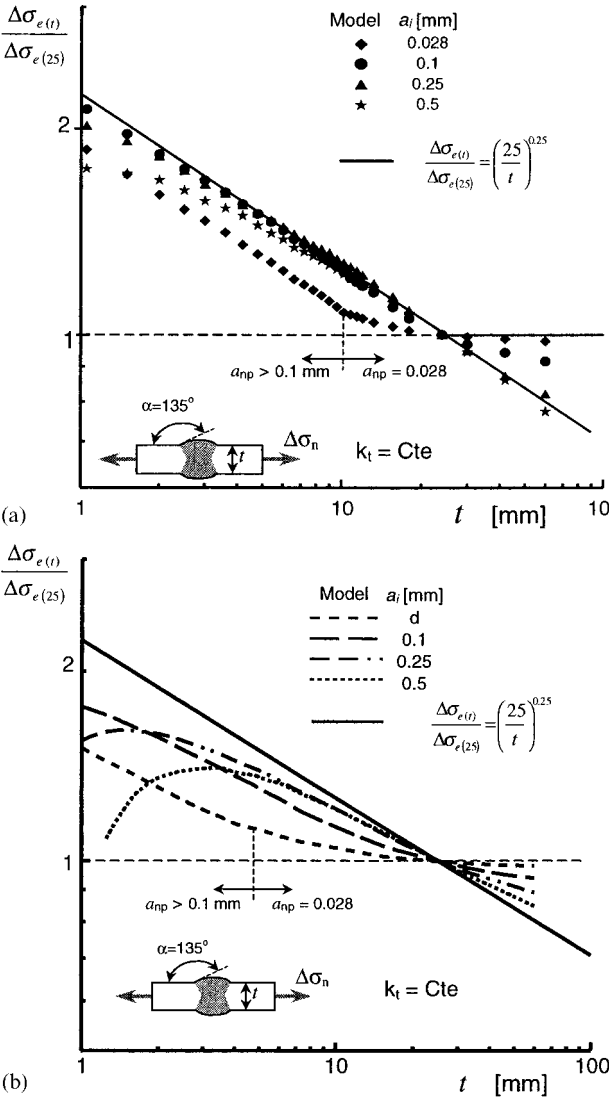 Δσe(t)
Δσe(25)
Model ai [mm]
0.028
0.1
0.25
0.5
Δσe(t) / Δσe(25) = (25 / t)^0.25
2
1
anp > 0.1 mm anp = 0.028
α=135°
Δσn
t
kt = Cte
(a)
1 10 100
t [mm]
Δσe(t)
Δσe(25)
Model ai [mm]
d
0.1
0.25
0.5
Δσe(t) / Δσe(25) = (25 / t)^0.25
2
1
anp > 0.1 mm anp = 0.028
α=135°
Δσn
t
kt = Cte
(b)
1 10 100
t [mm]